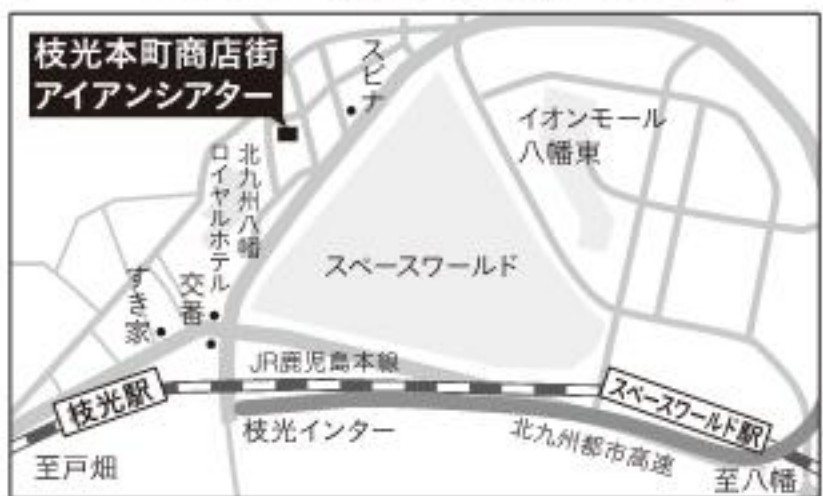 枝光本町商店街
アイアンシアター
スピナ
イオンモール
八幡東
北九州八幡
ロイヤルホテル
スペースワールド
交番
すき家
JR鹿児島本線
枝光駅
スペースワールド駅
枝光インター
北九州都市高速
至戸畑
至八幡